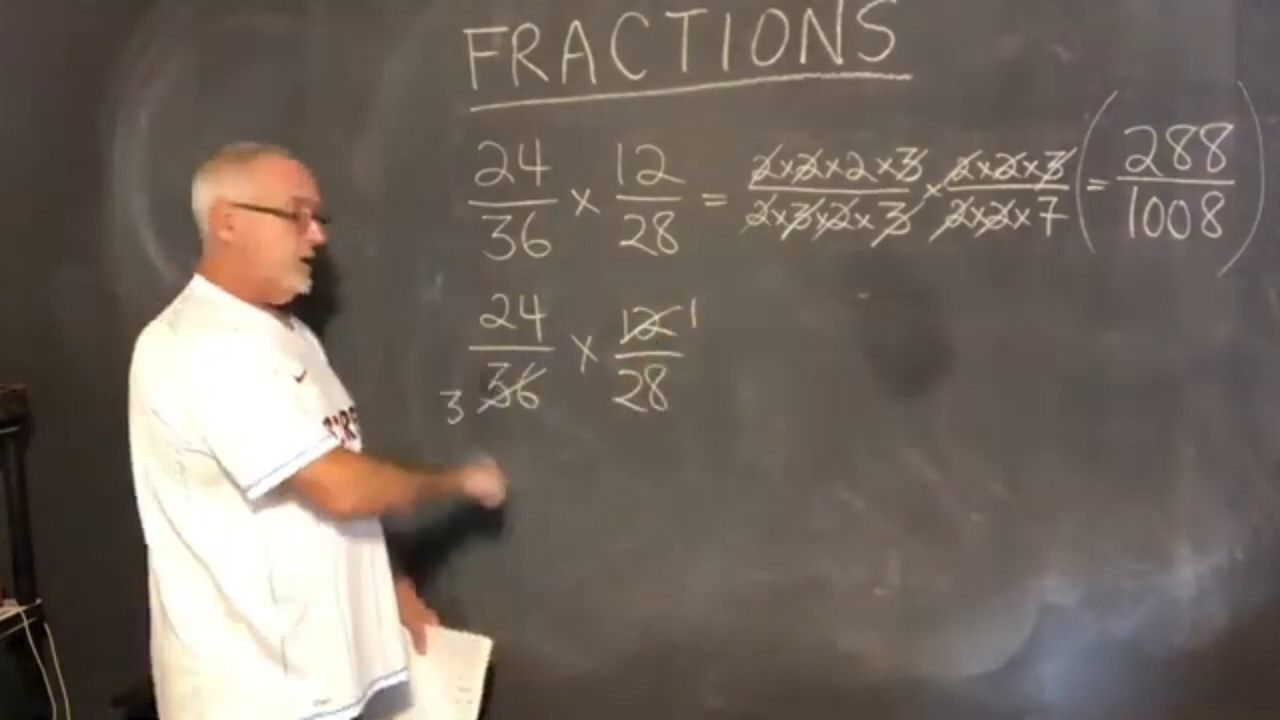 FRACTIONS
24/36 × 12/28 = 2×2×2×3/2×3×2×3 × 2×2×3/2×2×7 (= 288/1008)
24/36 3 × 12/28 1